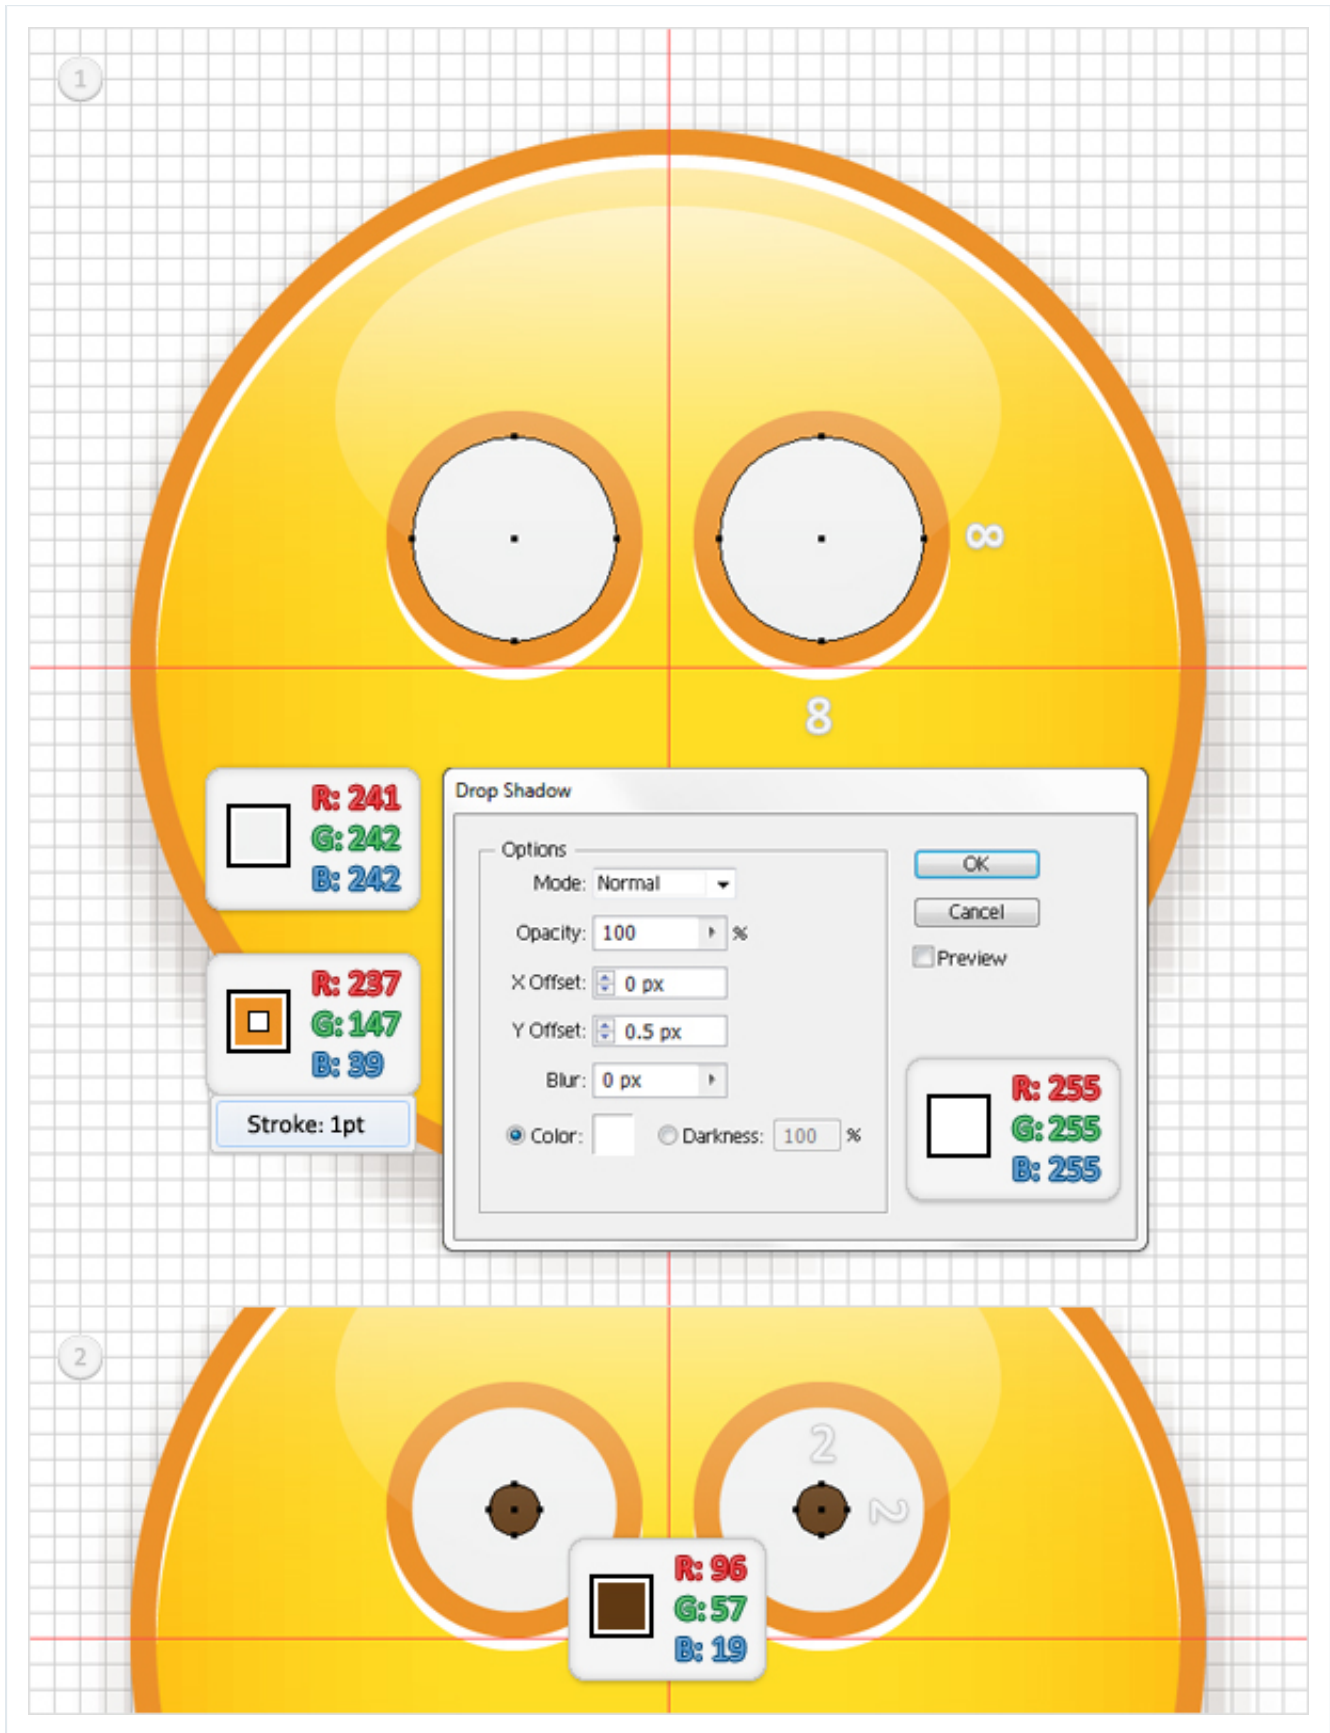 1
8
8
R: 241
G: 242
B: 242
R: 237
G: 147
B: 39
Stroke: 1pt
Drop Shadow
Options
Mode: Normal
Opacity: 100 %
X Offset: 0 px
Y Offset: 0.5 px
Blur: 0 px
Color: Darkness: 100 %
OK
Cancel
Preview
R: 255
G: 255
B: 255
2
2
2
R: 96
G: 57
B: 19